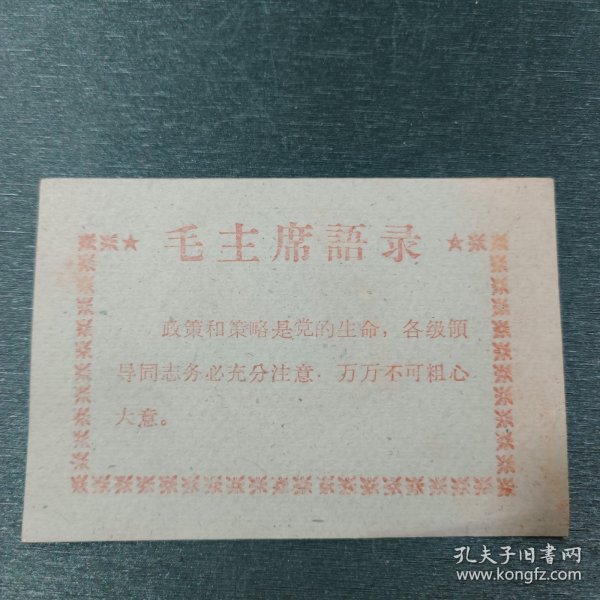 ★毛主席語录★
政策和策略是党的生命，各级領
导同志务必充分注意 万万不可粗心
大意。
孔夫子旧书网
www.kongfz.com